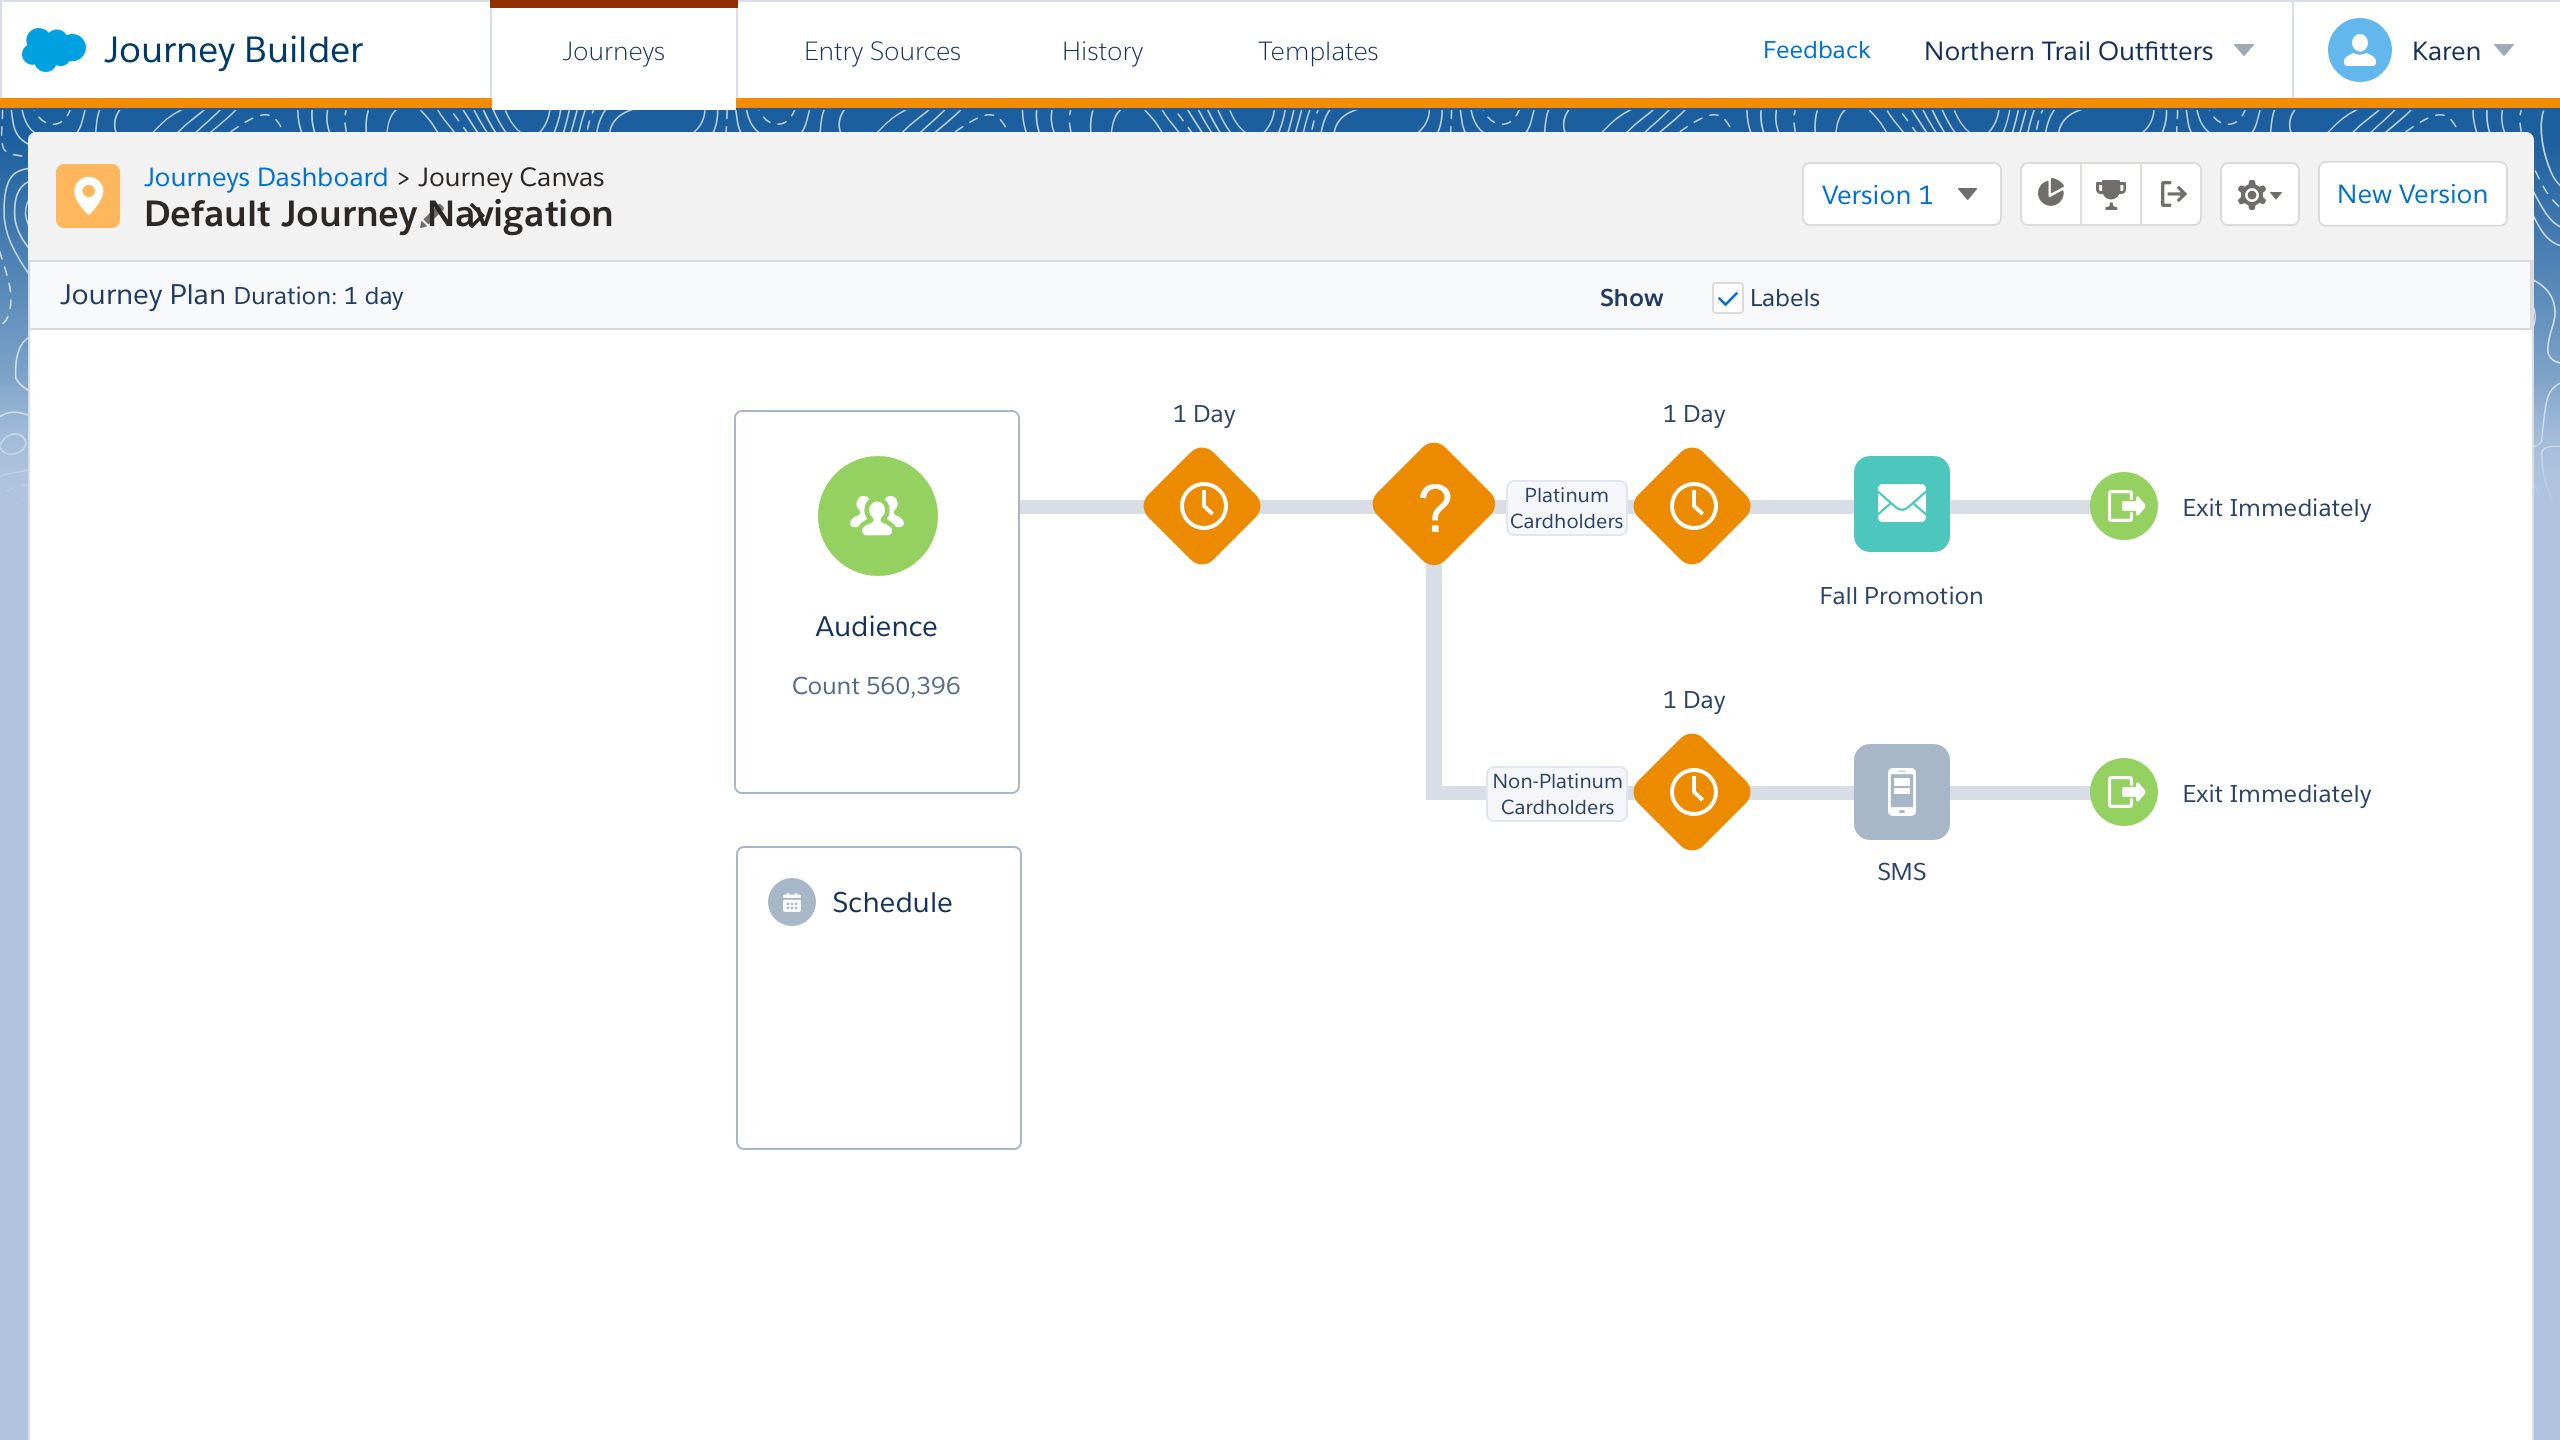 Journey Builder
Journeys
Entry Sources
History
Templates
Feedback
Northern Trail Outfitters
Karen
Journeys Dashboard > Journey Canvas
Default Journey Navigation
Version 1
New Version
Journey Plan Duration: 1 day
Show
Labels
1 Day
1 Day
?
Platinum
Cardholders
Exit Immediately
Fall Promotion
Audience
Count 560,396
1 Day
Non-Platinum
Cardholders
Exit Immediately
SMS
Schedule